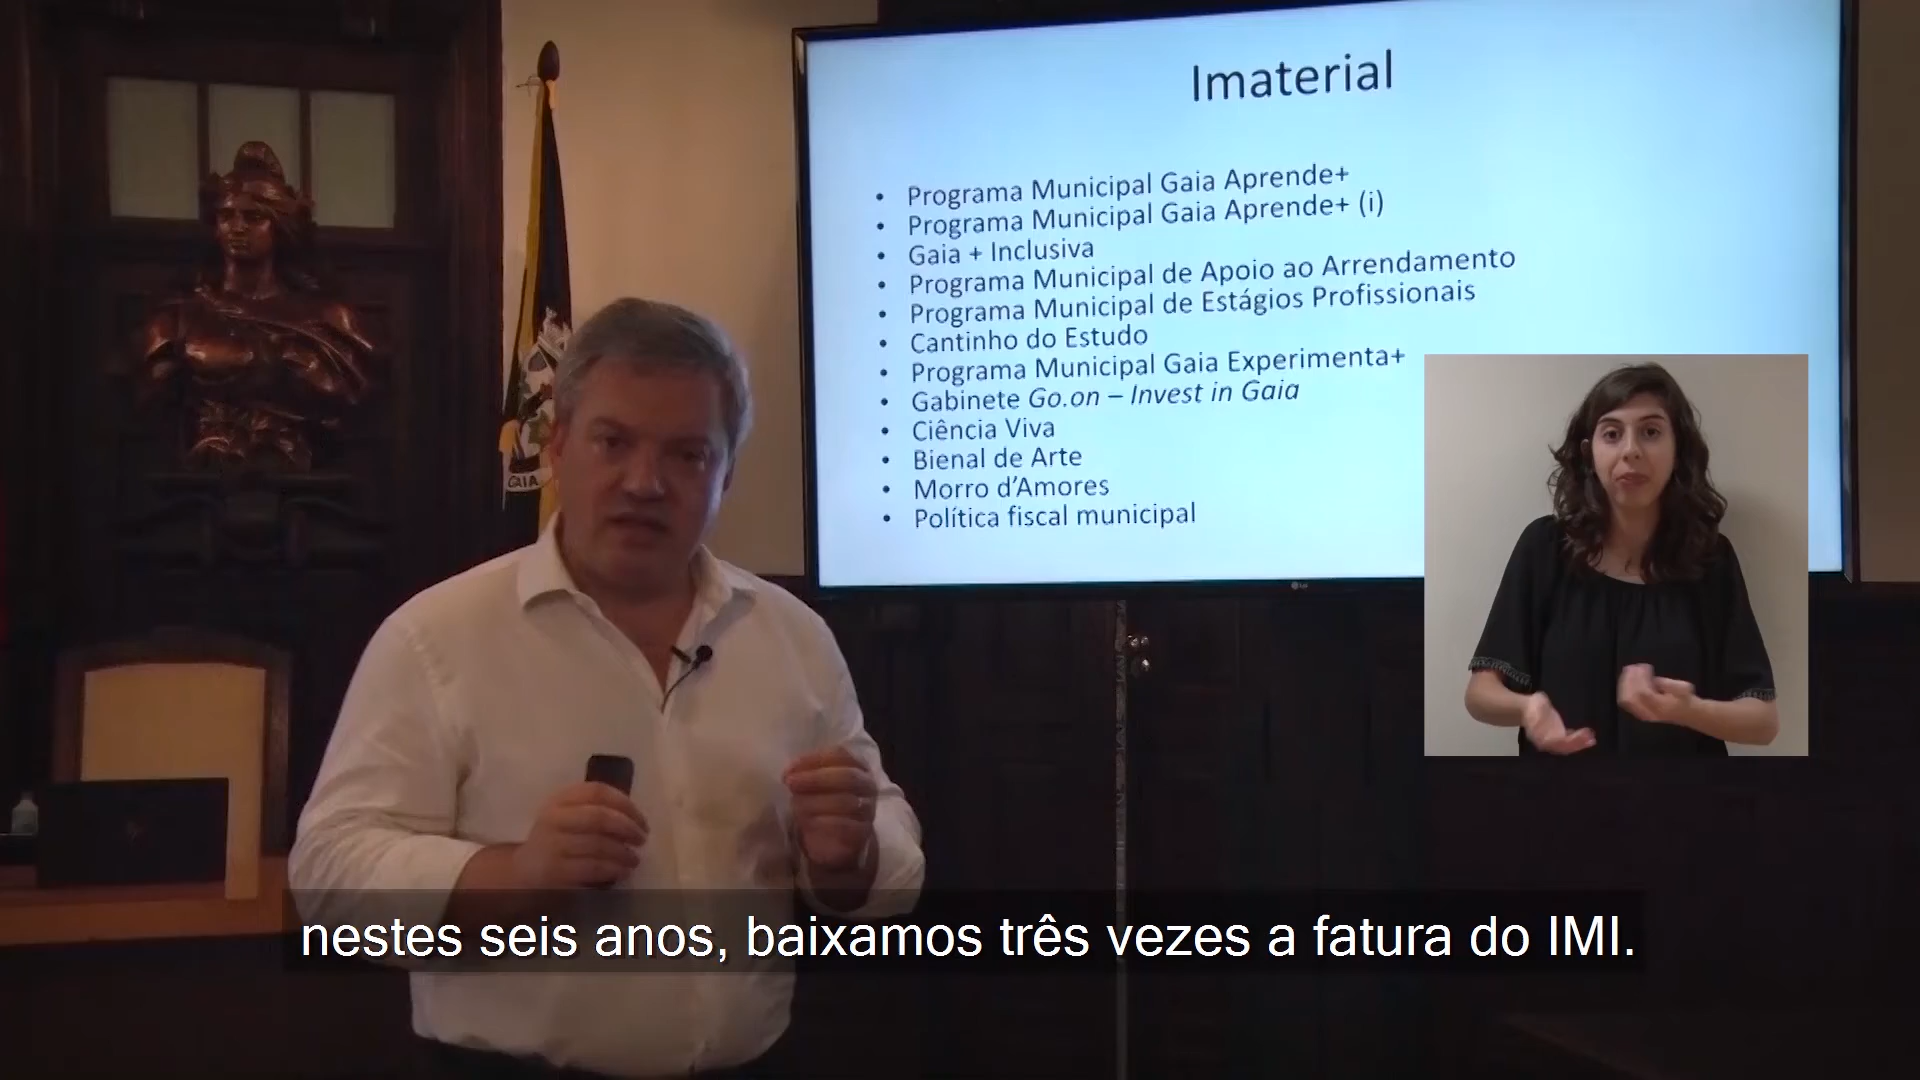 Imaterial
• Programa Municipal Gaia Aprende+
• Programa Municipal Gaia Aprende+ (i)
• Gaia + Inclusiva
• Programa Municipal de Apoio ao Arrendamento
• Programa Municipal de Estágios Profissionais
• Cantinho do Estudo
• Programa Municipal Gaia Experimenta+
• Gabinete Go.on – Invest in Gaia
• Ciência Viva
• Bienal de Arte
• Morro d’Amores
• Política fiscal municipal
GAIA
LG
nestes seis anos, baixamos três vezes a fatura do IMI.